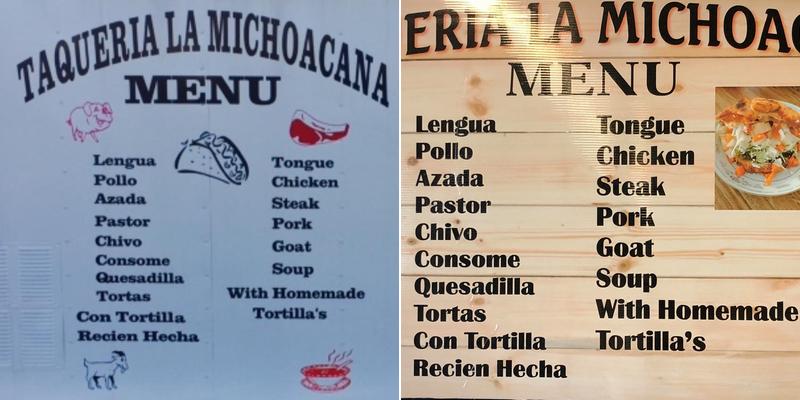 TAQUERIA LA MICHOACANA
MENU
Lengua
Pollo
Azada
Pastor
Chivo
Consome
Quesadilla
Tortas
Con Tortilla
Recien Hecha
Tongue
Chicken
Steak
Pork
Goat
Soup
With Homemade
Tortilla's
ERIA LA MICHOAC
MENU
Lengua
Pollo
Azada
Pastor
Chivo
Consome
Quesadilla
Tortas
Con Tortilla
Recien Hecha
Tongue
Chicken
Steak
Pork
Goat
Soup
With Homemade
Tortilla's